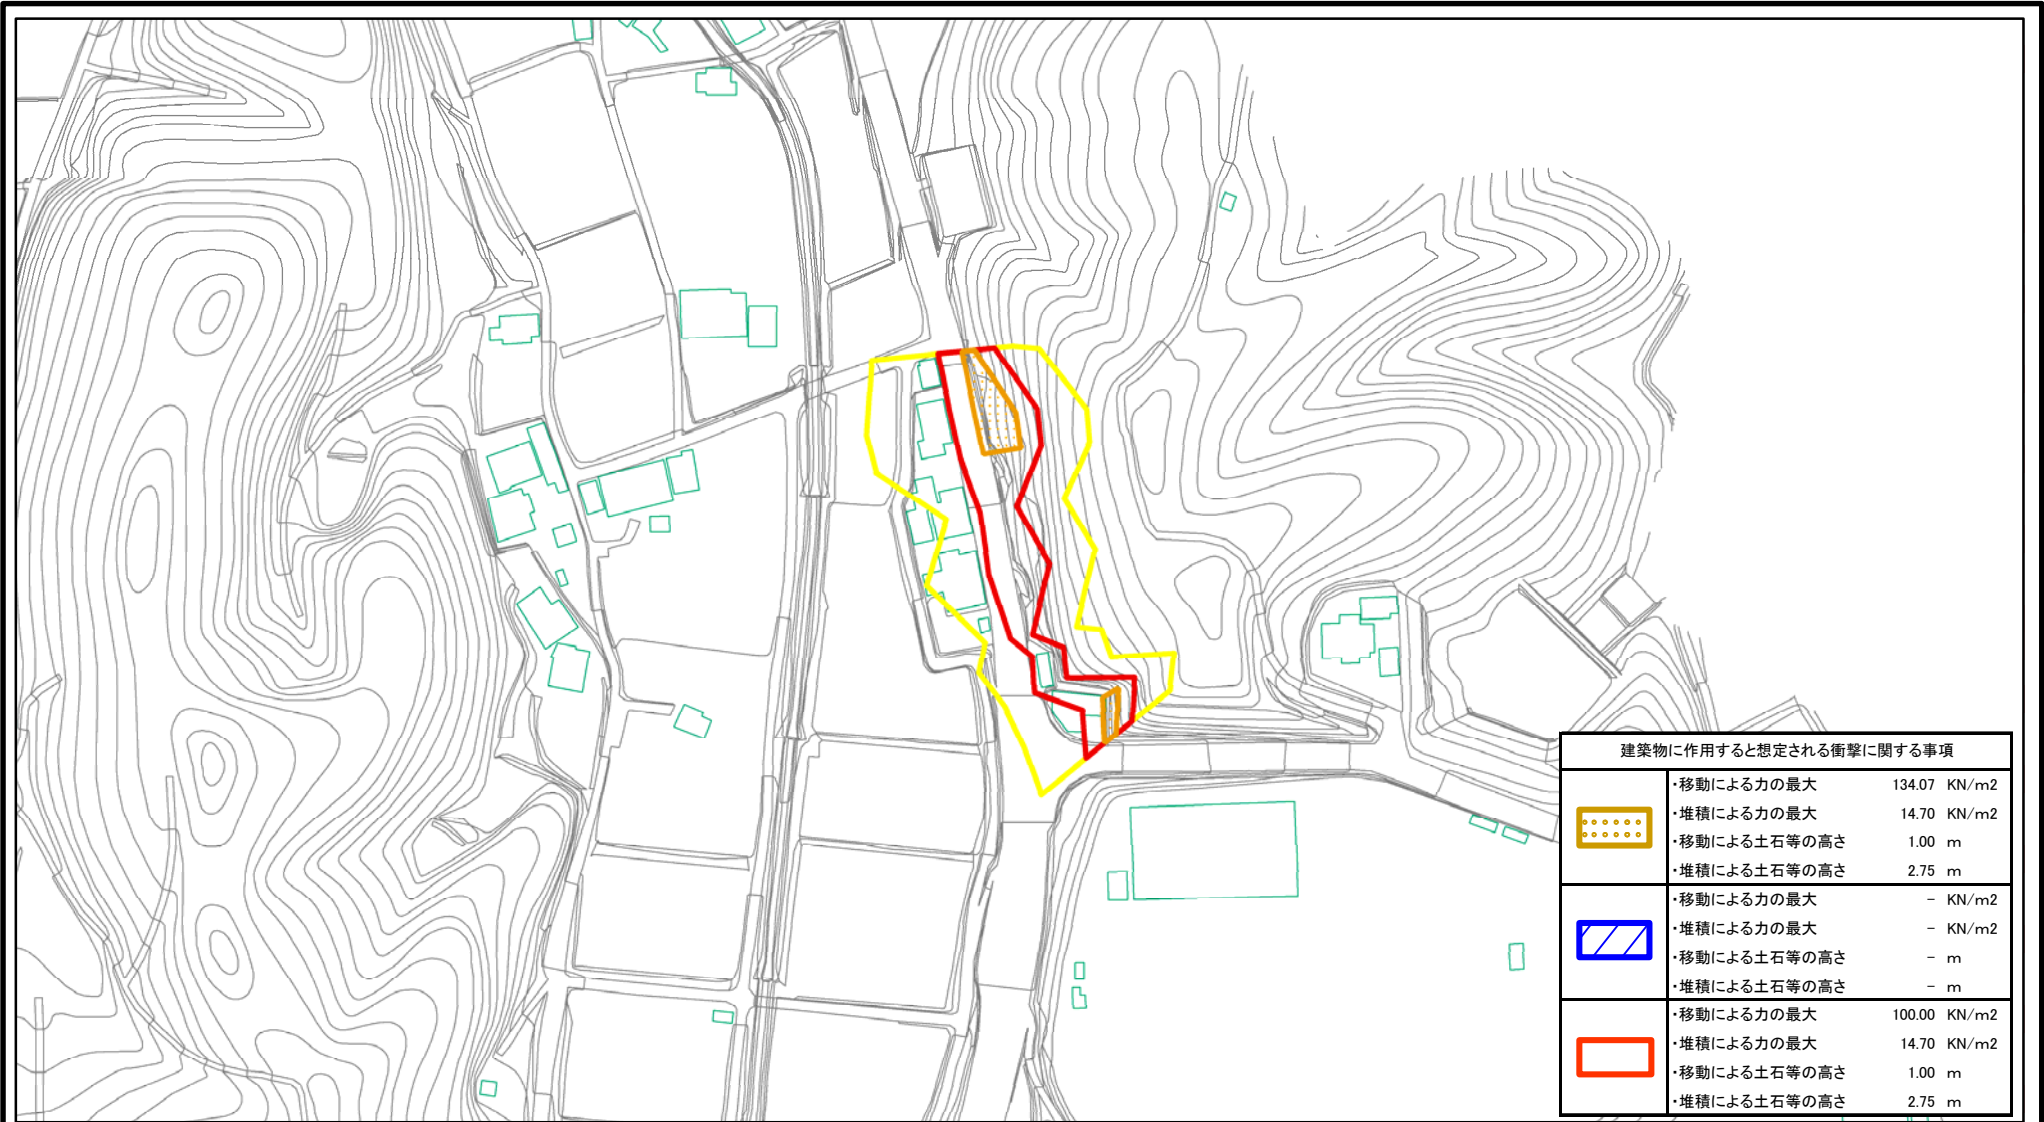 建築物に作用すると想定される衝撃に関する事項
・移動による力の最大 134.07 KN/m2
・堆積による力の最大 14.70 KN/m2
・移動による土石等の高さ 1.00 m
・堆積による土石等の高さ 2.75 m
・移動による力の最大 - KN/m2
・堆積による力の最大 - KN/m2
・移動による土石等の高さ - m
・堆積による土石等の高さ - m
・移動による力の最大 100.00 KN/m2
・堆積による力の最大 14.70 KN/m2
・移動による土石等の高さ 1.00 m
・堆積による土石等の高さ 2.75 m